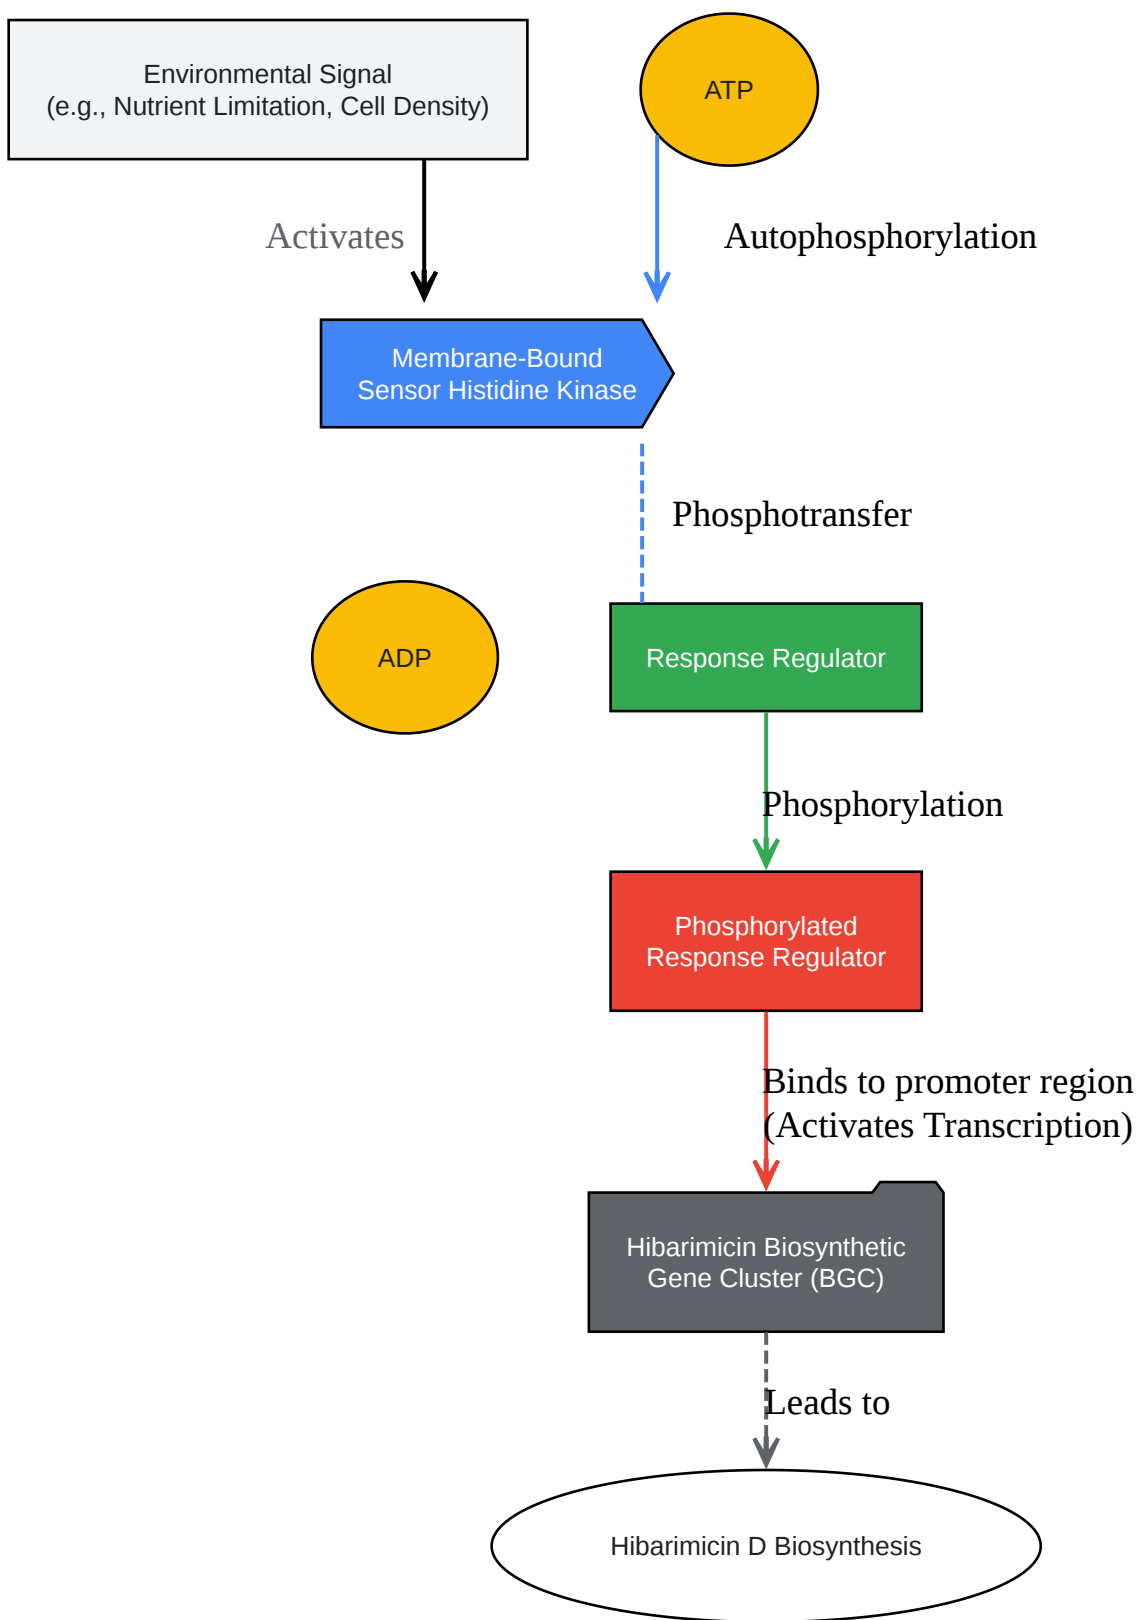 Environmental Signal
(e.g., Nutrient Limitation, Cell Density)
ATP
Activates
Autophosphorylation
Membrane-Bound
Sensor Histidine Kinase
Phosphotransfer
ADP
Response Regulator
Phosphorylation
Phosphorylated
Response Regulator
Binds to promoter region
(Activates Transcription)
Hibarimicin Biosynthetic
Gene Cluster (BGC)
Leads to
Hibarimicin D Biosynthesis